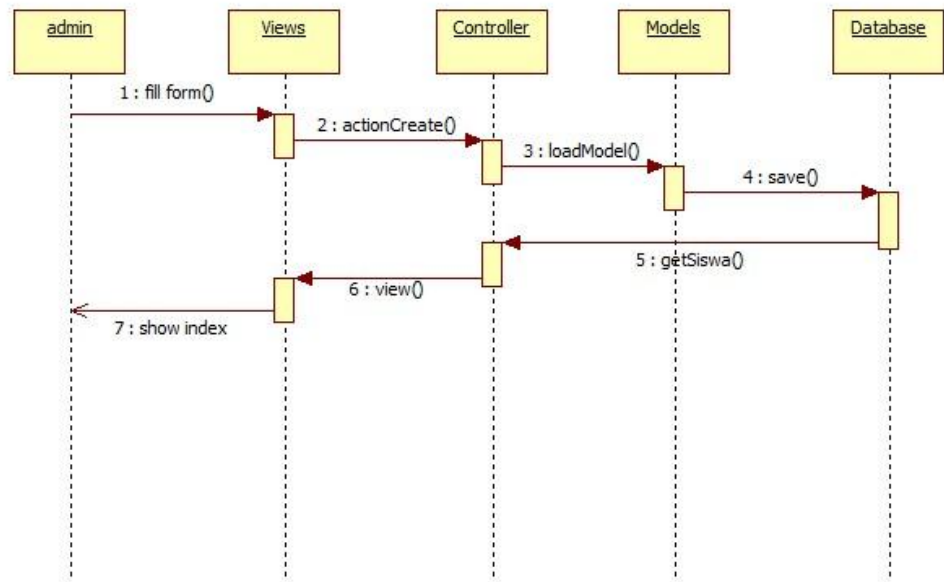 admin
Views
Controller
Models
Database
1 : fill form()
2 : actionCreate()
3 : loadModel()
4 : save()
5 : getSiswa()
6 : view()
7 : show index